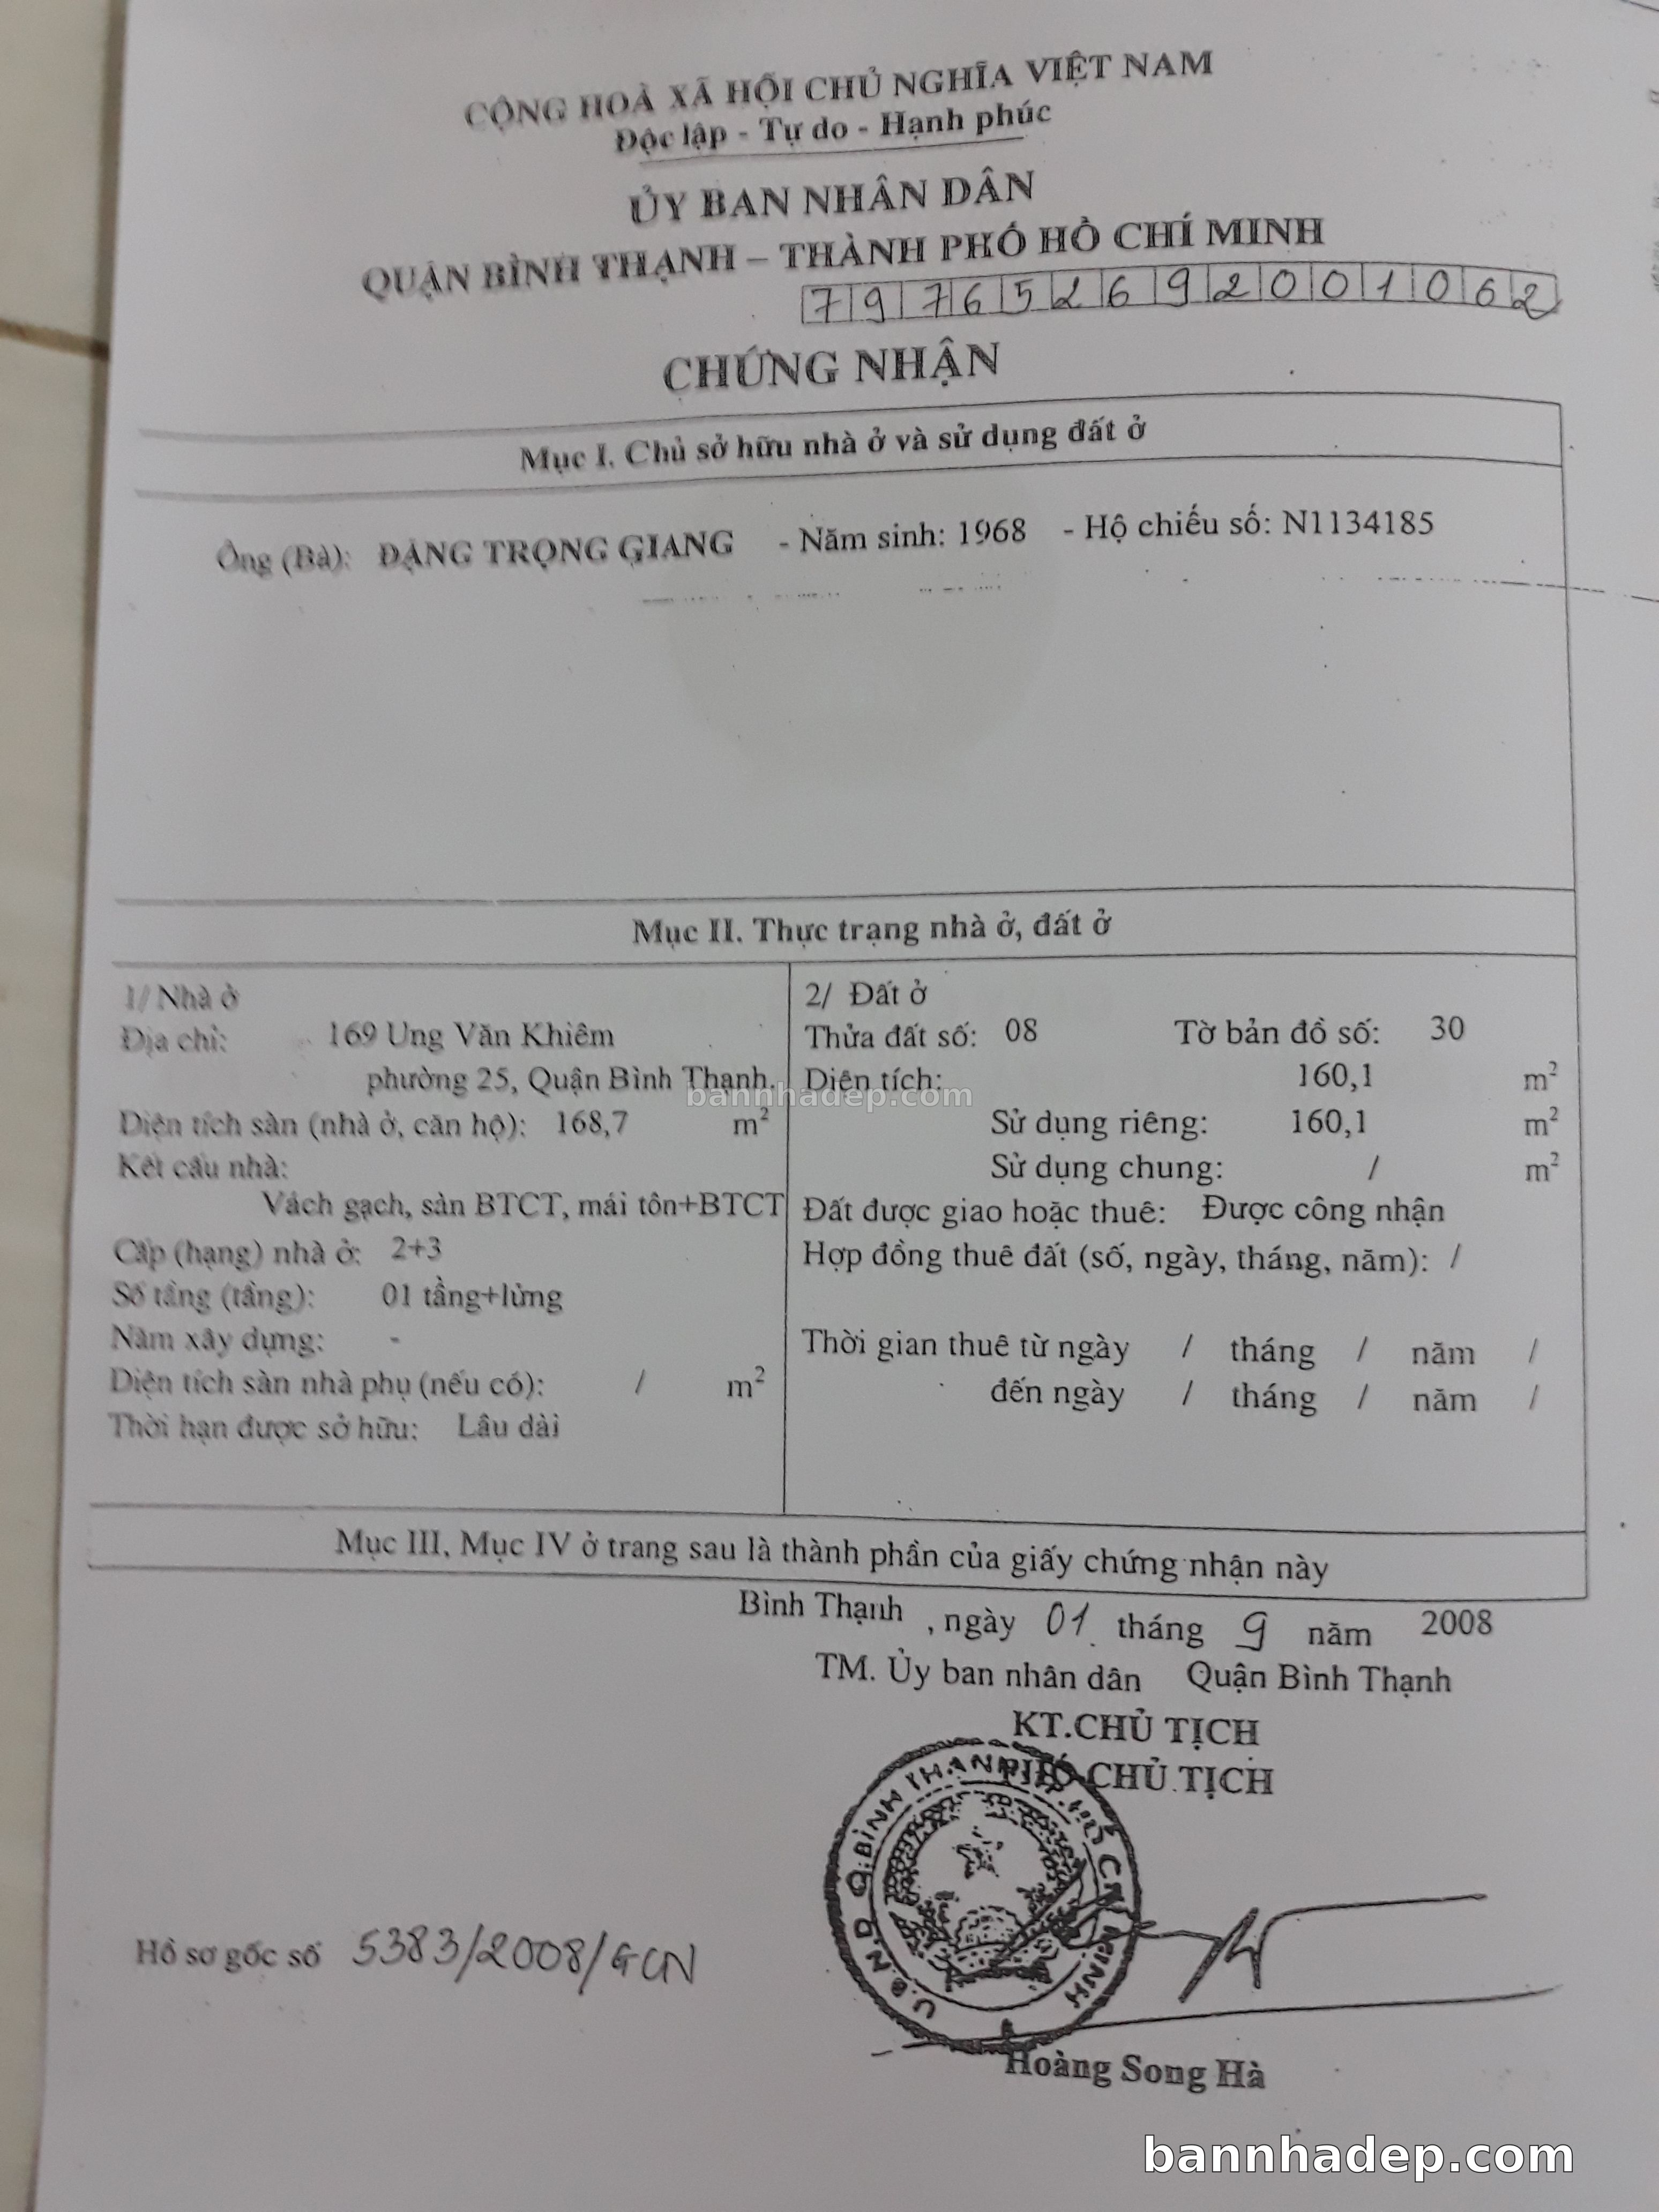 CỘNG HOÀ XÃ HỘI CHỦ NGHĨA VIỆT NAM
Độc lập - Tự do - Hạnh phúc
ỦY BAN NHÂN DÂN
QUẬN BÌNH THẠNH – THÀNH PHỐ HỒ CHÍ MINH
797652692001062
CHỨNG NHẬN
Mục I. Chủ sở hữu nhà ở và sử dụng đất ở
Ông (Bà): ĐẶNG TRỌNG GIANG - Năm sinh: 1968 - Hộ chiếu số: N1134185
Mục II. Thực trạng nhà ở, đất ở
1/ Nhà ở
Địa chỉ: 169 Ung Văn Khiêm
phường 25, Quận Bình Thạnh.
Diện tích sàn (nhà ở, căn hộ): 168,7 m²
Kết cấu nhà:
Vách gạch, sàn BTCT, mái tôn+BTCT
Cấp (hạng) nhà ở: 2+3
Số tầng (tầng): 01 tầng+lửng
Năm xây dựng: -
Diện tích sàn nhà phụ (nếu có): / m²
Thời hạn được sở hữu: Lâu dài
2/ Đất ở
Thửa đất số: 08 Tờ bản đồ số: 30
Diện tích: 160,1 m²
Sử dụng riêng: 160,1 m²
Sử dụng chung: / m²
Đất được giao hoặc thuê: Được công nhận
Hợp đồng thuê đất (số, ngày, tháng, năm): /
Thời gian thuê từ ngày / tháng / năm /
đến ngày / tháng / năm /
bannhadep.com
Mục III, Mục IV ở trang sau là thành phần của giấy chứng nhận này
Bình Thạnh , ngày 01 tháng 9 năm 2008
TM. Ủy ban nhân dân Quận Bình Thạnh
KT.CHỦ TỊCH
PHÓ CHỦ TỊCH
U.B.N.D Q.BÌNH THẠNH T.P.HỒ CHÍ MINH
Hồ sơ gốc số 5383/2008/GCN
Hoàng Song Hà
bannhadep.com